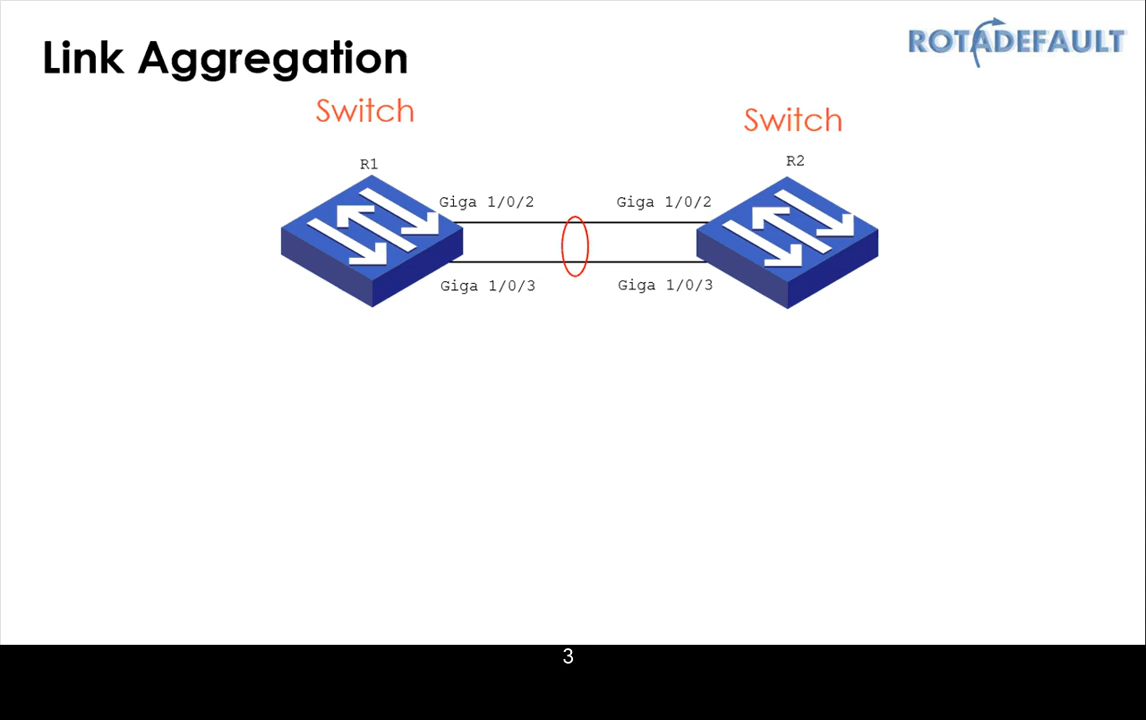 Link Aggregation
ROTADEFAULT
Switch
Switch
R1
R2
Giga 1/0/2
Giga 1/0/2
Giga 1/0/3
Giga 1/0/3
3